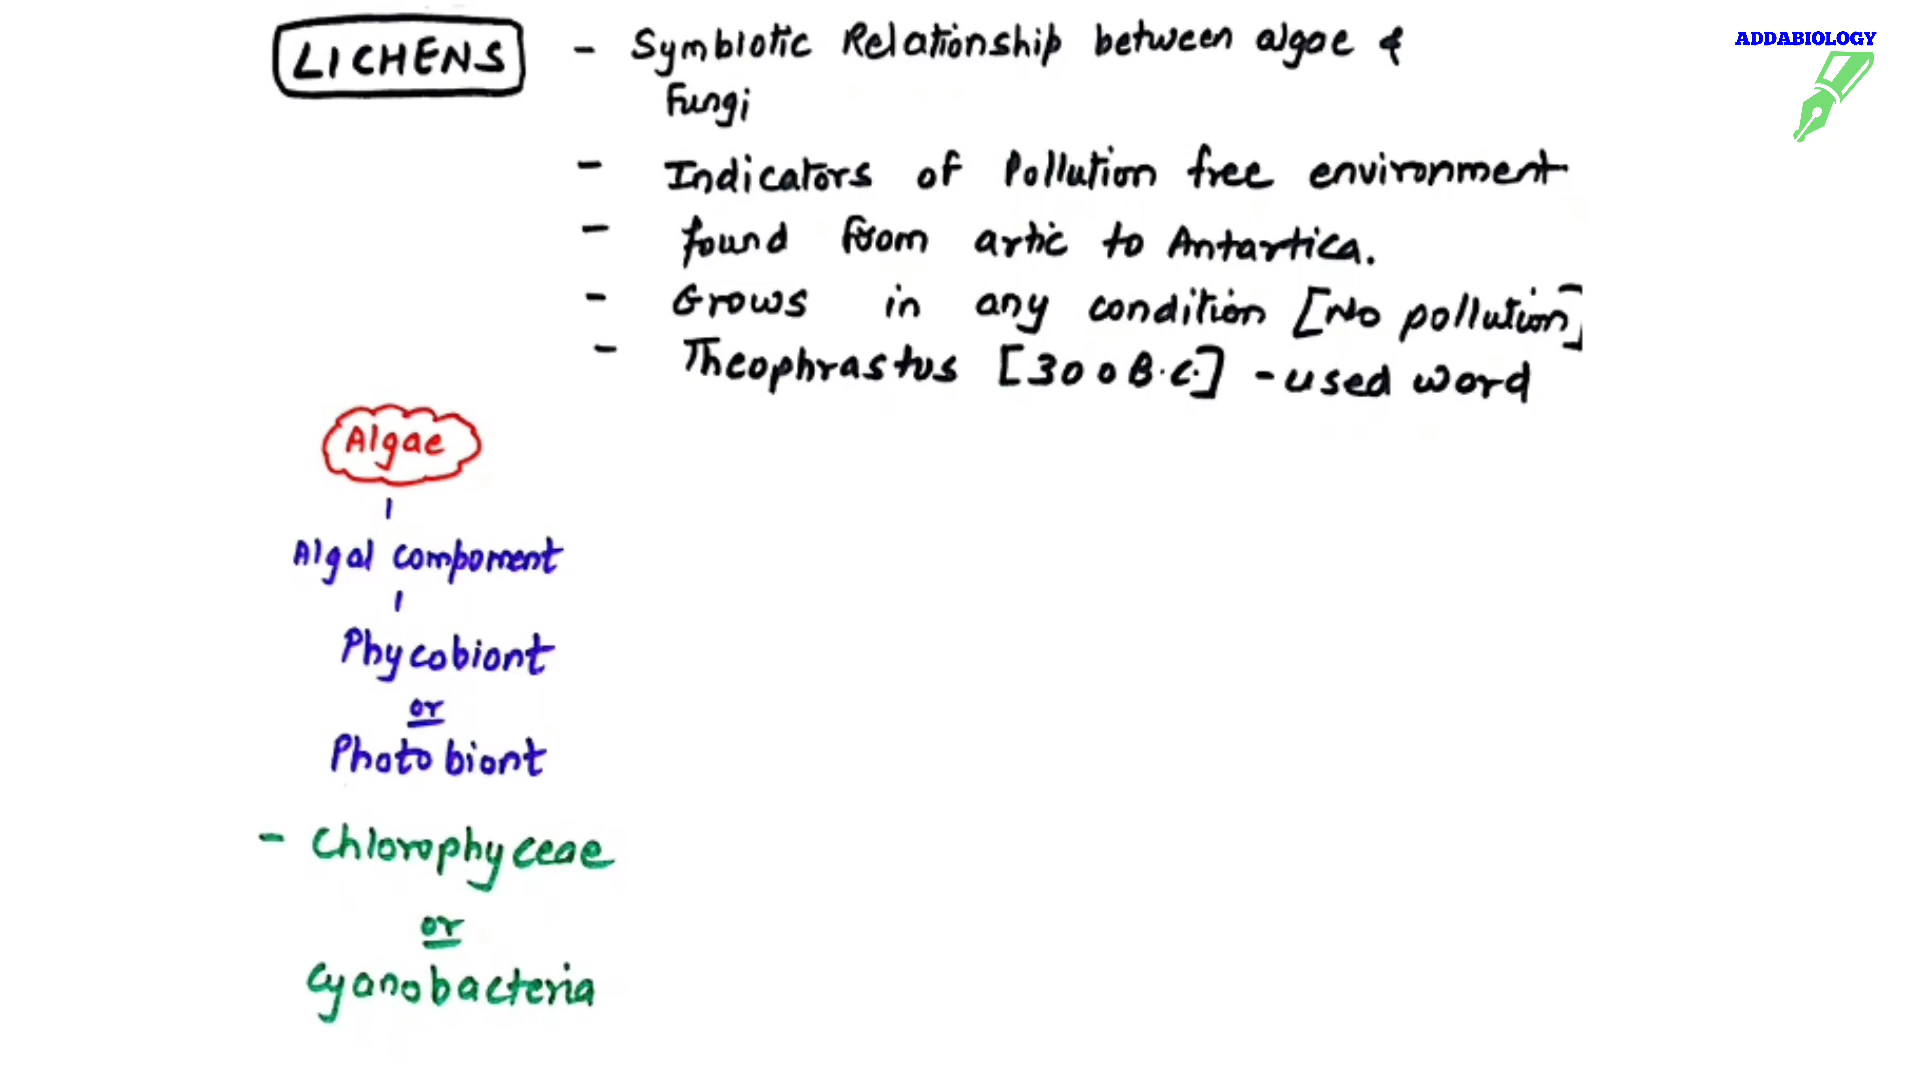 LICHENS - Symbiotic Relationship between algae &
Fungi
- Indicators of Pollution free environment
- found from artic to Antartica.
- Grows in any condition [No pollution]
- Theophrastus [300 B.C.] - used word
ADDABIOLOGY
Algae
Algal component
Phycobiont
or
Photobiont
- Chlorophyceae
or
Cyanobacteria